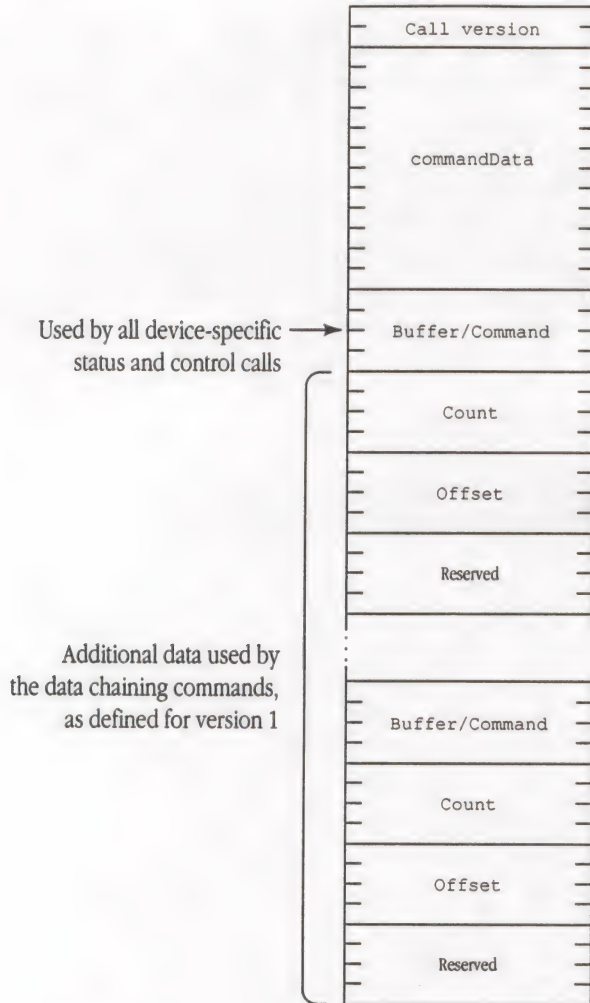 Call version
commandData
Used by all device-specific
status and control calls
Buffer/Command
Count
Offset
Reserved
Additional data used by
the data chaining commands,
as defined for version 1
Buffer/Command
Count
Offset
Reserved